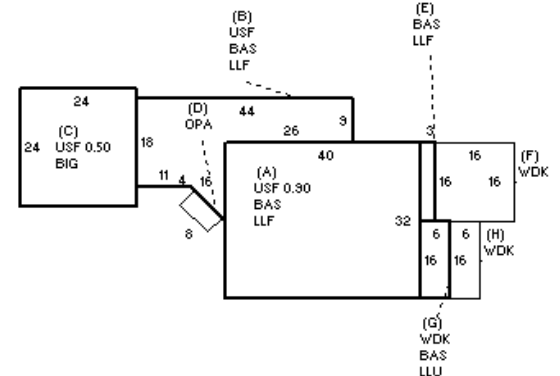 (B)
USF
BAS
LLF
(E)
BAS
LLF
24
44
(D)
OPA
9
3
(C)
USF 0.50
BIG
24
18
26
40
16
(F)
WDK
16
16
11
4
16
(A)
USF 0.90
BAS
LLF
32
8
6
6
(H)
WDK
16
16
(G)
WDK
BAS
LLU